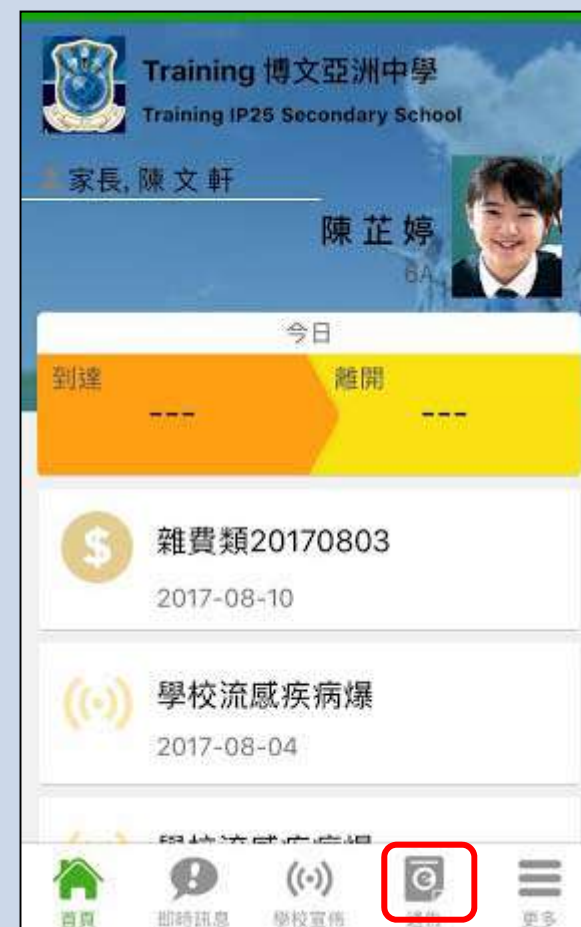 Training 博文亞洲中學
Training IP25 Secondary School
家長, 陳 文 軒
陳 芷 婷
6A
今日
到達
離開
---
---
雜費類20170803
2017-08-10
學校流感疾病爆
2017-08-04
首頁
即時訊息
學校宣佈
更多